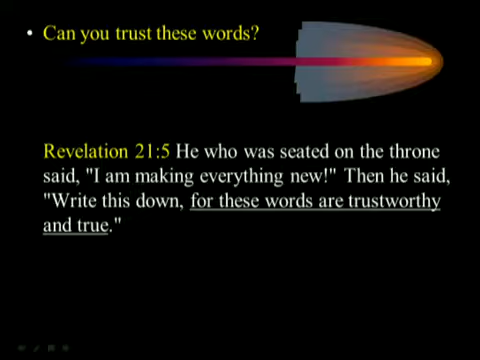 • Can you trust these words?
Revelation 21:5 He who was seated on the throne
said, "I am making everything new!" Then he said,
"Write this down, for these words are trustworthy
and true."